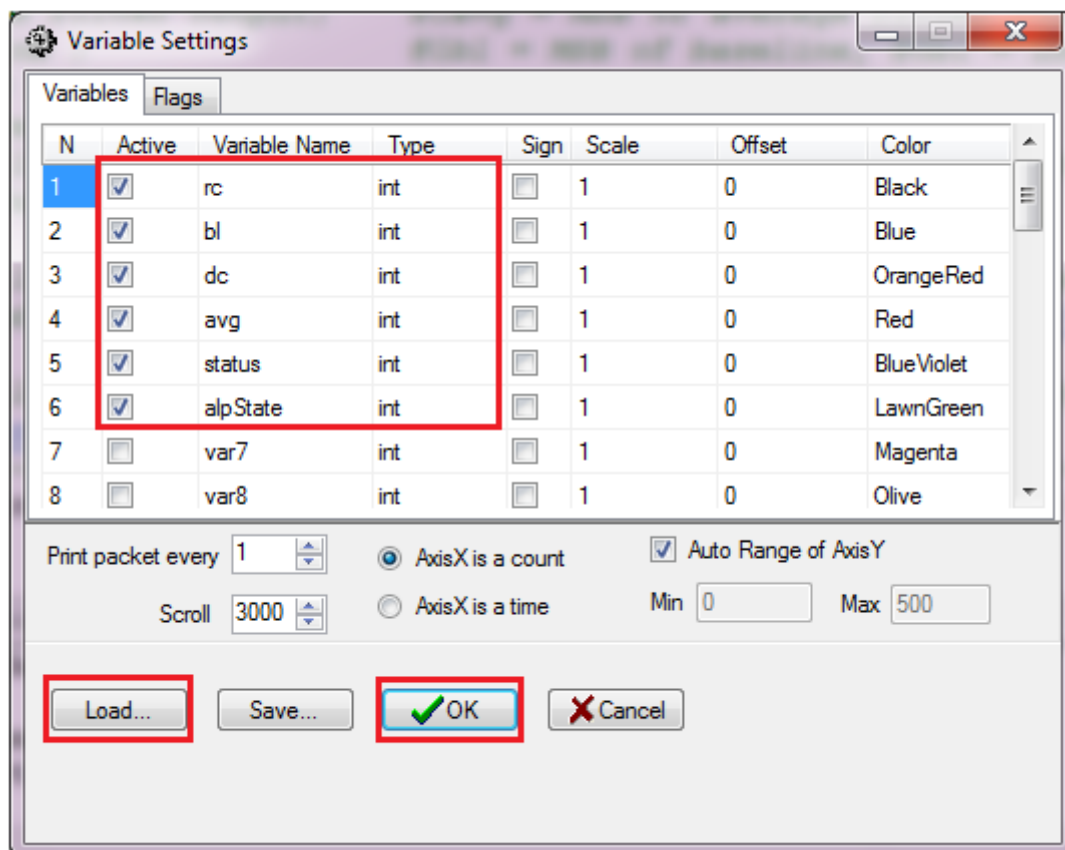 Variable Settings
Variables Flags
N Active Variable Name Type Sign Scale Offset Color
1 rc int 1 0 Black
2 bl int 1 0 Blue
3 dc int 1 0 OrangeRed
4 avg int 1 0 Red
5 status int 1 0 BlueViolet
6 alpState int 1 0 LawnGreen
7 var7 int 1 0 Magenta
8 var8 int 1 0 Olive
Print packet every 1 AxisX is a count Auto Range of AxisY
Scroll 3000 AxisX is a time Min 0 Max 500
Load... Save... OK Cancel